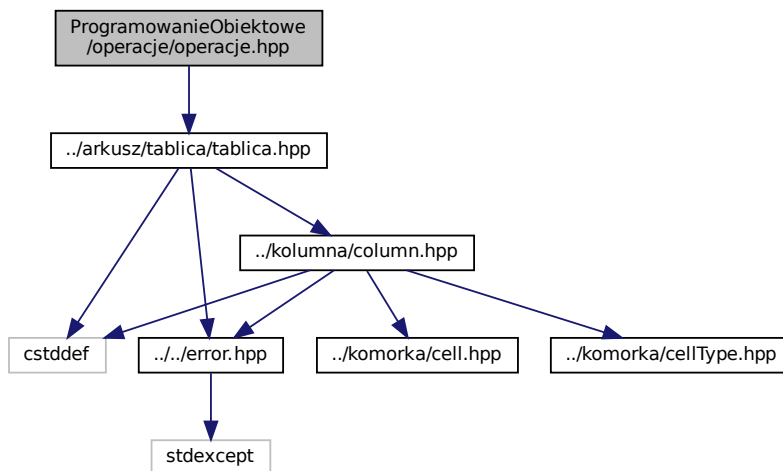 ProgramowanieObiektowe
/operacje/operacje.hpp
../arkusz/tablica/tablica.hpp
../kolumna/column.hpp
cstddef
../../error.hpp
../komorka/cell.hpp
../komorka/cellType.hpp
stdexcept